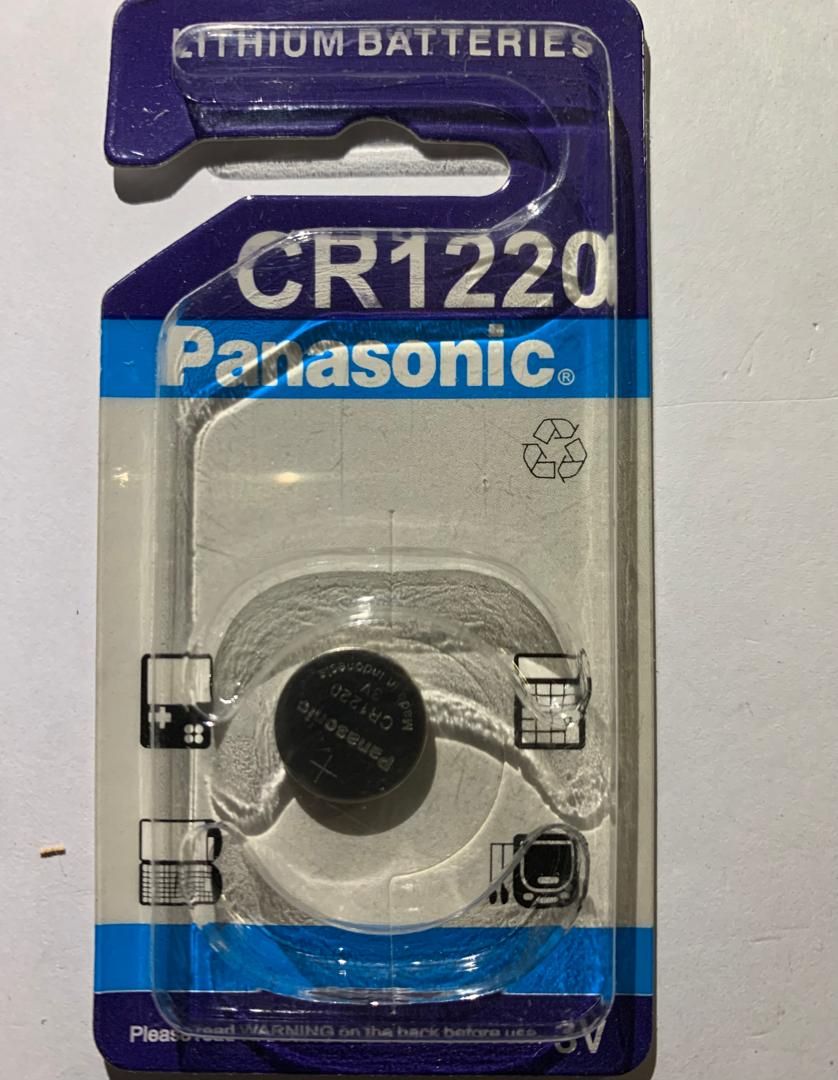 LITHIUM BATTERIES
CR1220
Panasonic®
Made in Indonesia
3V
CR1220
Panasonic
+
Please read WARNING on the back before use
3V